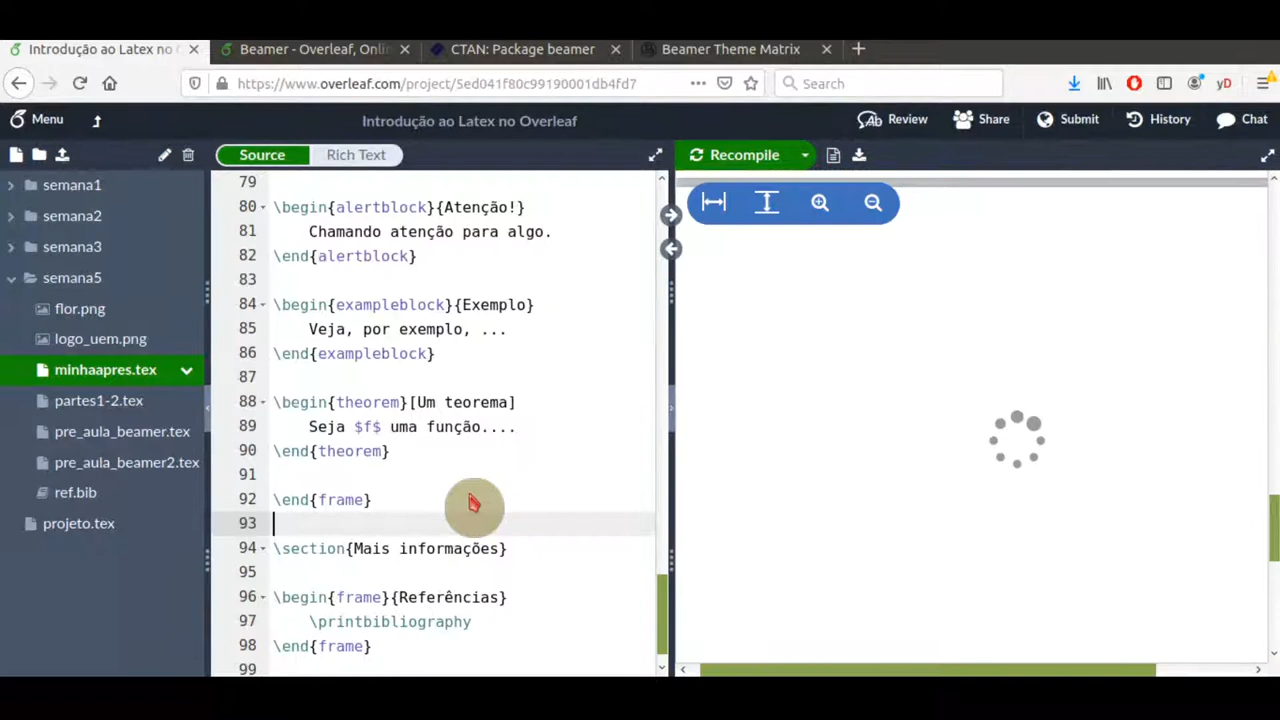 Introdução ao Latex no
Beamer - Overleaf, Onli
CTAN: Package beamer
Beamer Theme Matrix
https://www.overleaf.com/project/5ed041f80c99190001db4fd7
Search
yD
Menu
Introdução ao Latex no Overleaf
Review
Share
Submit
History
Chat
Source
Rich Text
Recompile
semana1
semana2
semana3
semana5
flor.png
logo_uem.png
minhaapres.tex
partes1-2.tex
pre_aula_beamer.tex
pre_aula_beamer2.tex
ref.bib
projeto.tex
79
80 \begin{alertblock}{Atenção!}
81 Chamando atenção para algo.
82 \end{alertblock}
83
84 \begin{exampleblock}{Exemplo}
85 Veja, por exemplo, ...
86 \end{exampleblock}
87
88 \begin{theorem}[Um teorema]
89 Seja $f$ uma função....
90 \end{theorem}
91
92 \end{frame}
93
94 \section{Mais informações}
95
96 \begin{frame}{Referências}
97 \printbibliography
98 \end{frame}
99